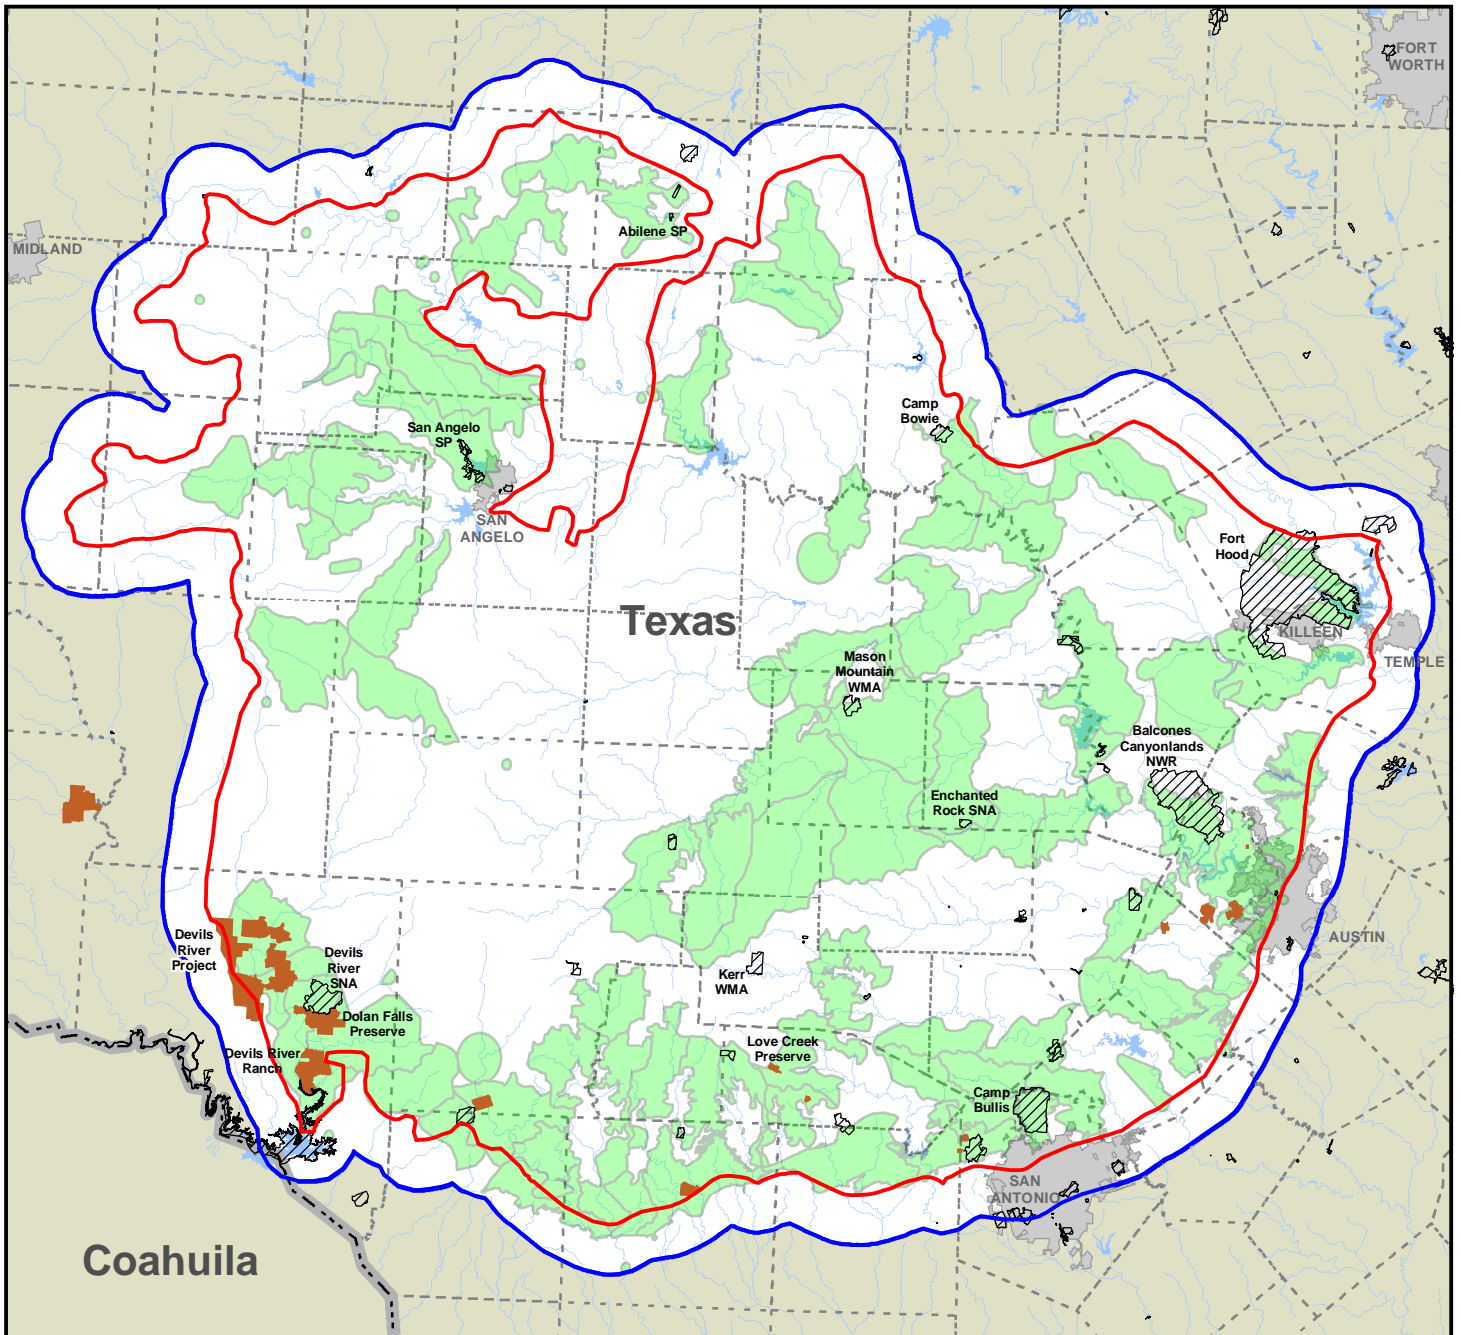 FORT
WORTH
MIDLAND
Abilene SP
Camp
Bowie
San Angelo
SP
SAN
ANGELO
Fort
Hood
Texas
KILLEEN
TEMPLE
Mason
Mountain
WMA
Balcones
Canyonlands
NWR
Enchanted
Rock SNA
Devils
River
Project
Devils
River
SNA
AUSTIN
Kerr
WMA
Dolan Falls
Preserve
Devils River
Ranch
Love Creek
Preserve
Camp
Bullis
SAN
ANTONIO
Coahuila